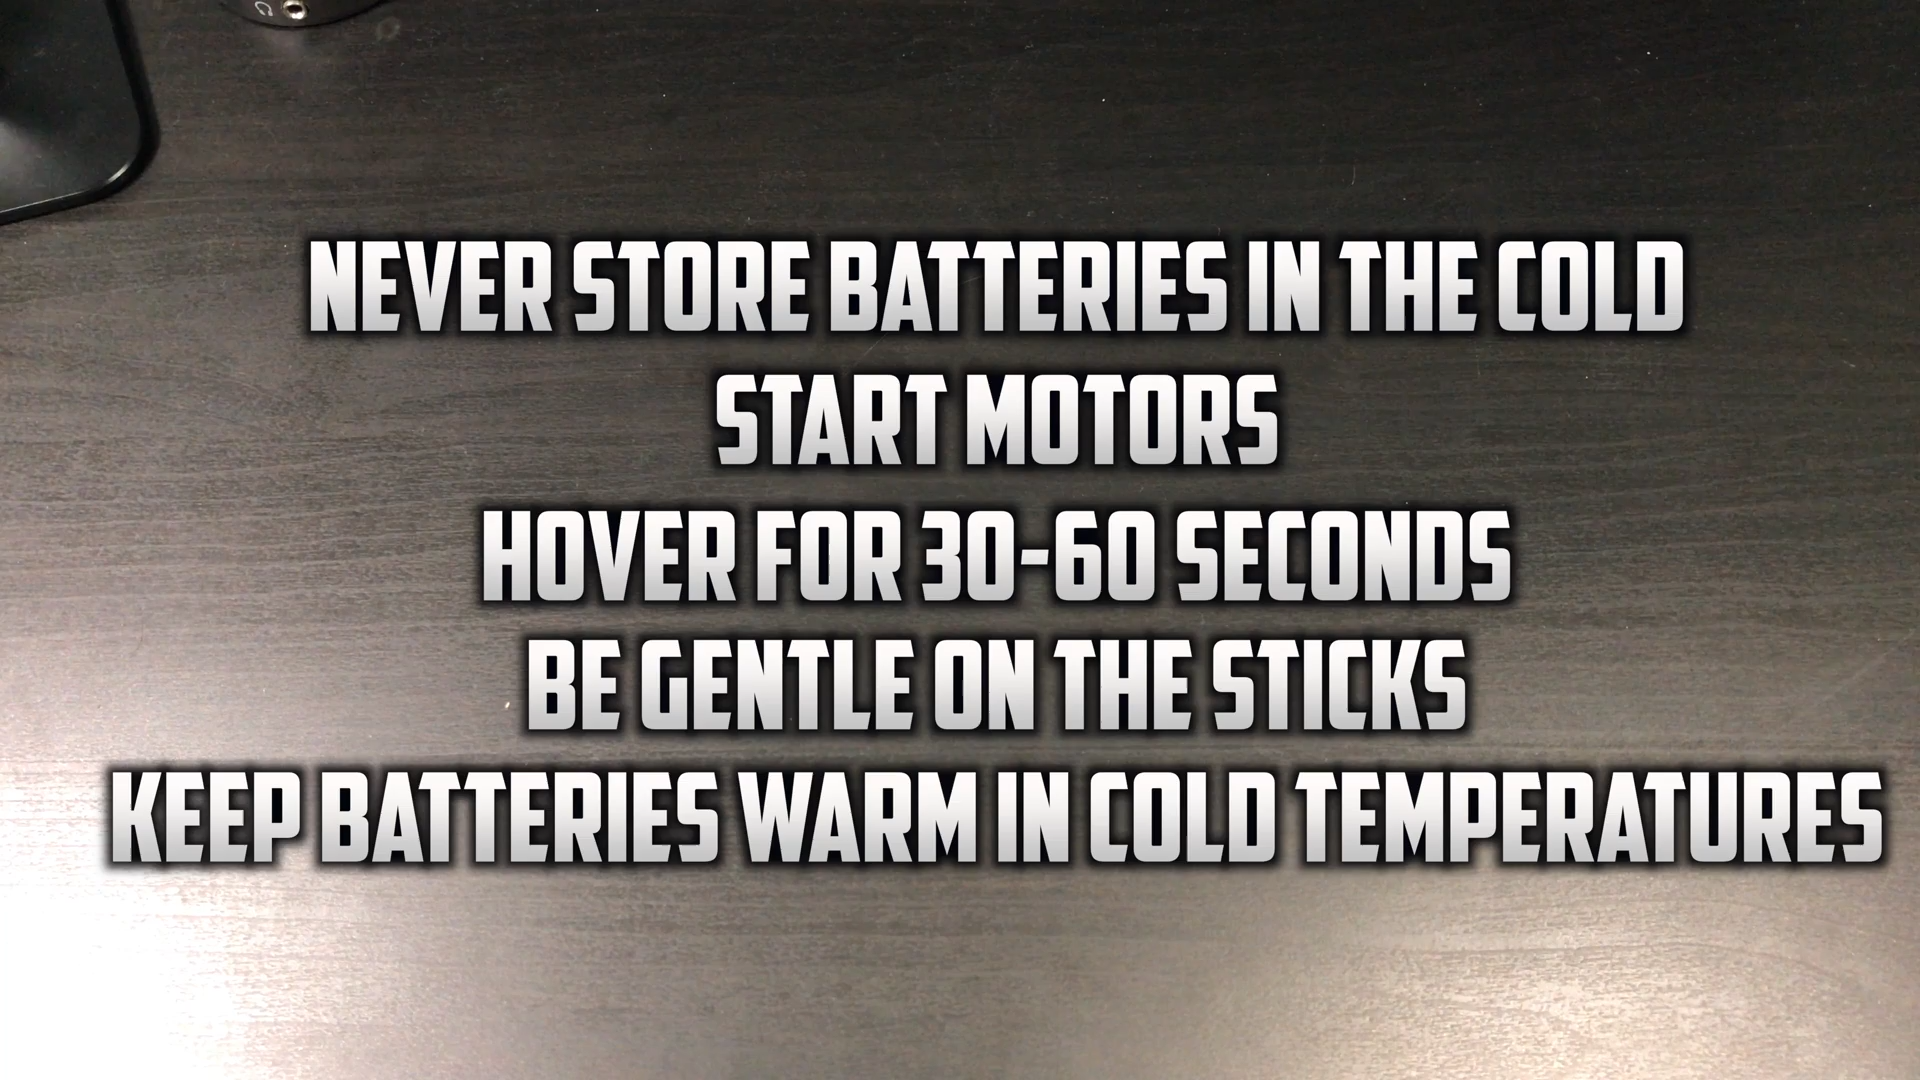 NEVER STORE BATTERIES IN THE COLD
START MOTORS
HOVER FOR 30-60 SECONDS
BE GENTLE ON THE STICKS
KEEP BATTERIES WARM IN COLD TEMPERATURES